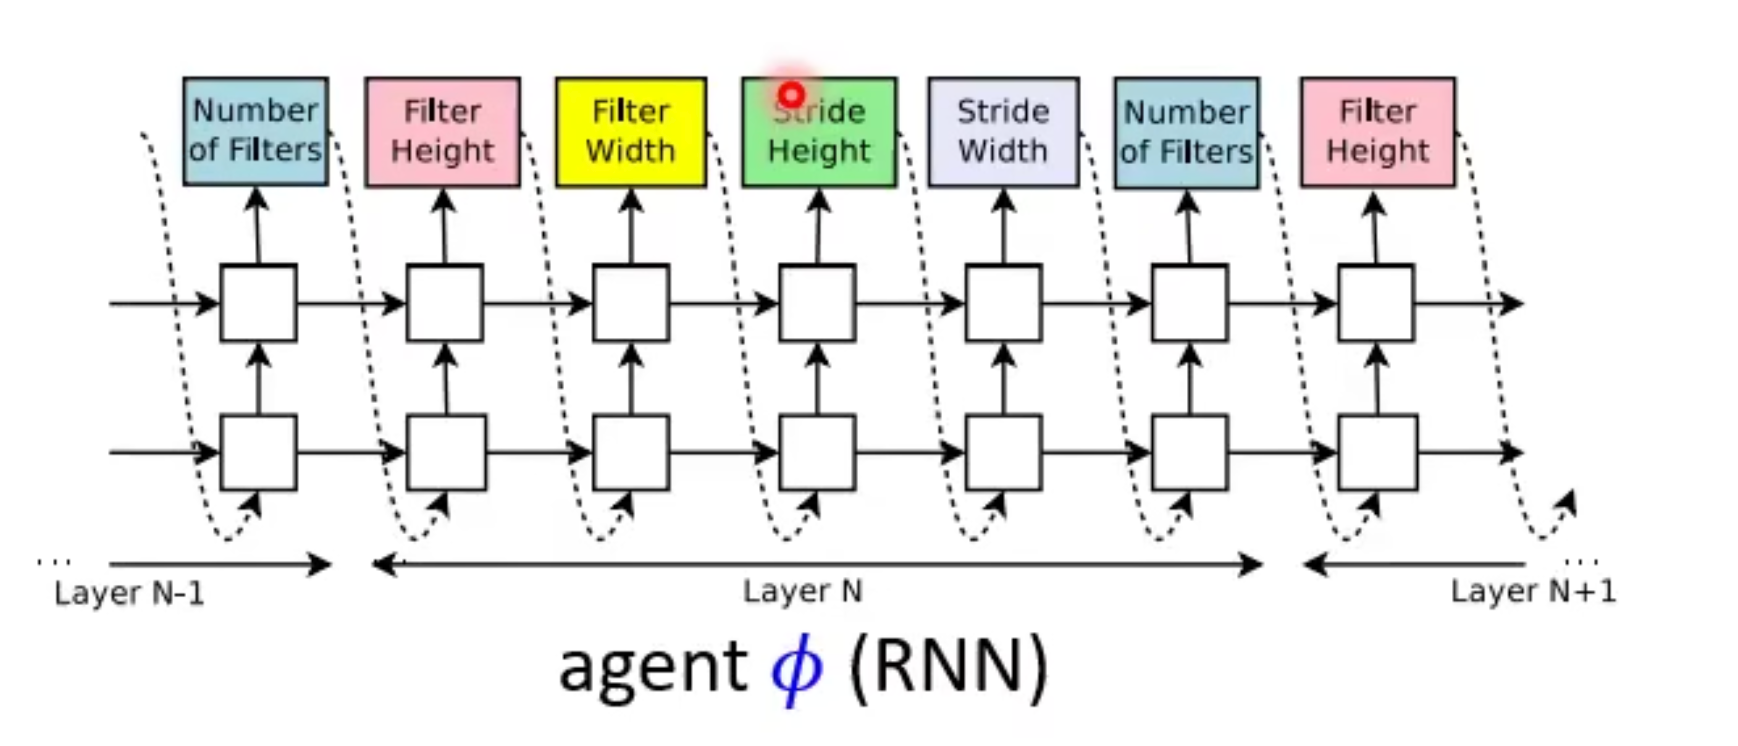 Number
of Filters
Filter
Height
Filter
Width
Stride
Height
Stride
Width
Number
of Filters
Filter
Height
...
Layer N-1
Layer N
...
Layer N+1
agent ϕ (RNN)